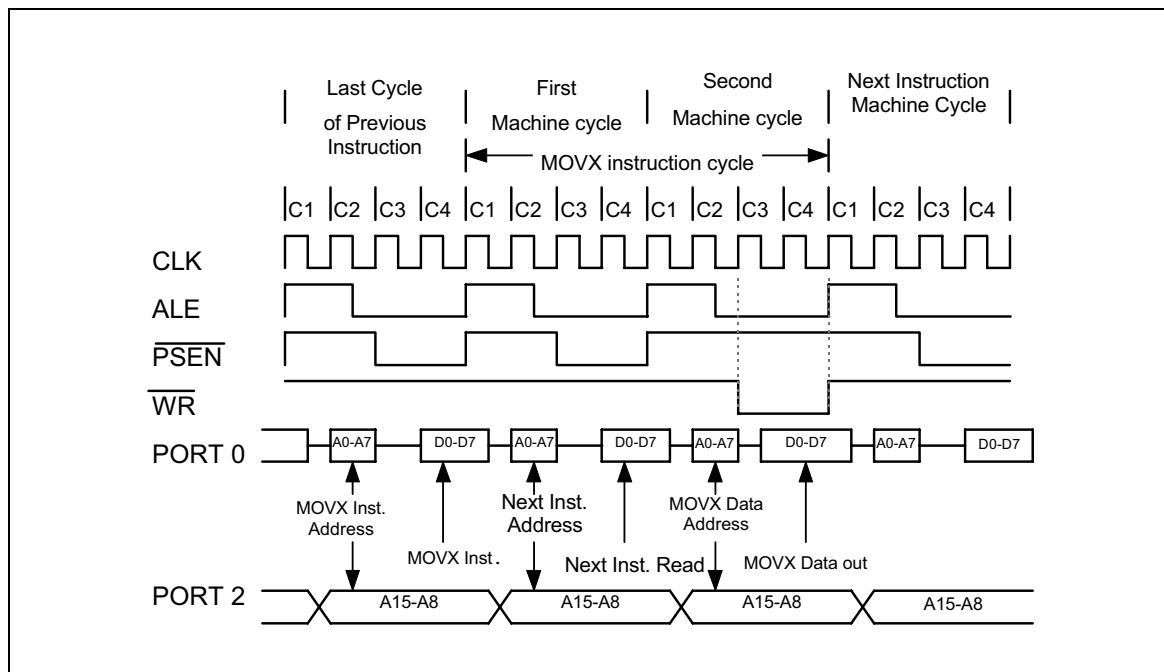 Last Cycle
of Previous
Instruction
First
Machine cycle
Second
Machine cycle
Next Instruction
Machine Cycle
MOVX instruction cycle
C1 C2 C3 C4 C1 C2 C3 C4 C1 C2 C3 C4 C1 C2 C3 C4
CLK
ALE
PSEN
WR
PORT 0
A0-A7 D0-D7 A0-A7 D0-D7 A0-A7 D0-D7 A0-A7 D0-D7
MOVX Inst.
Address
MOVX Inst.
Next Inst.
Address
Next Inst. Read
MOVX Data
Address
MOVX Data out
PORT 2
A15-A8 A15-A8 A15-A8 A15-A8